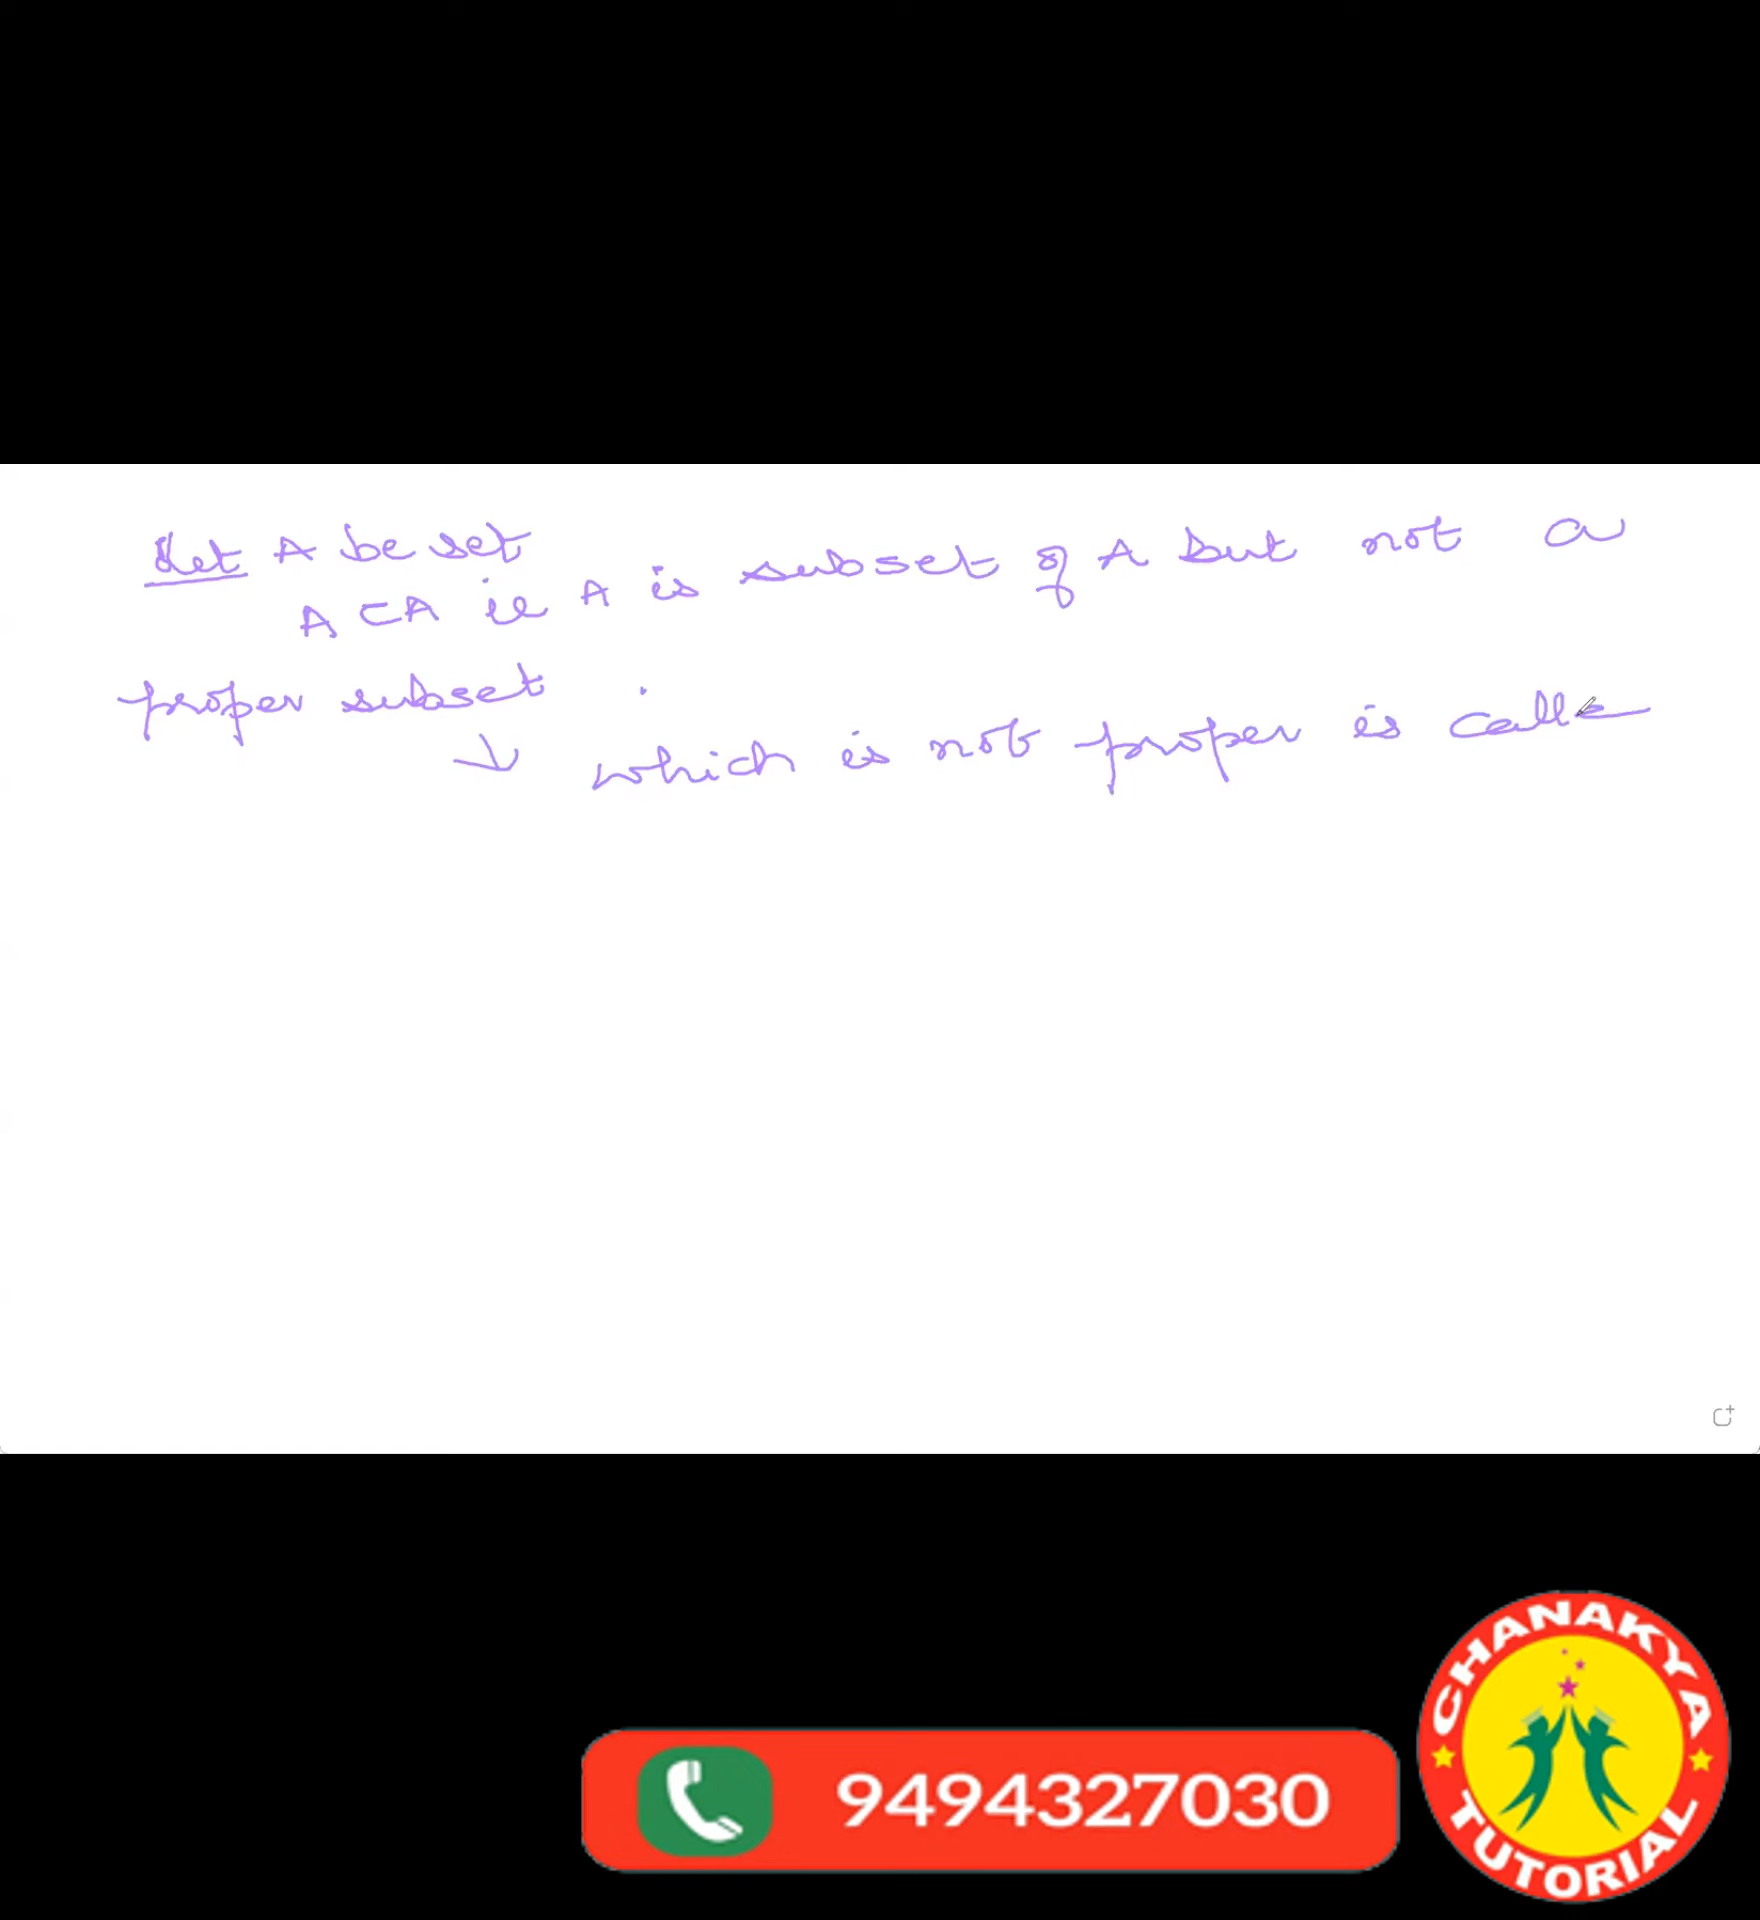 Let A be set
A ⊂ A ie A is subset of A but not a
proper subset .
↓ which is not proper is calle
9494327030
CHANAKYA
TUTORIAL